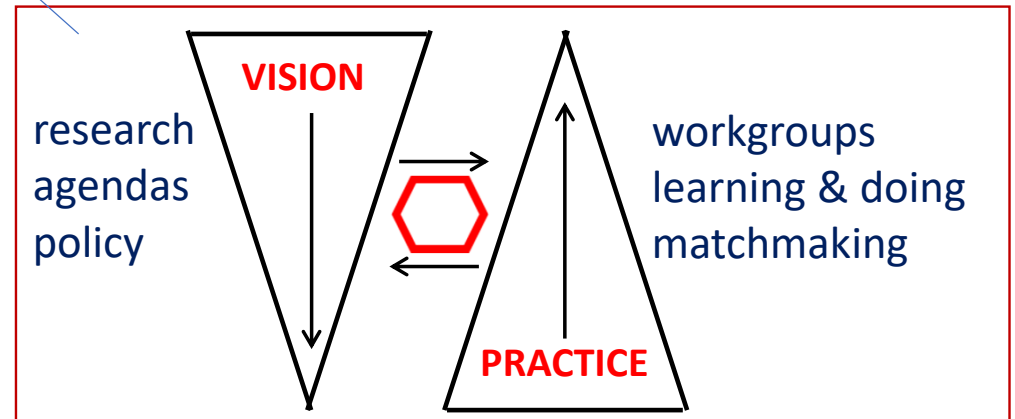 VISION
research
agendas
policy
workgroups
learning & doing
matchmaking
PRACTICE